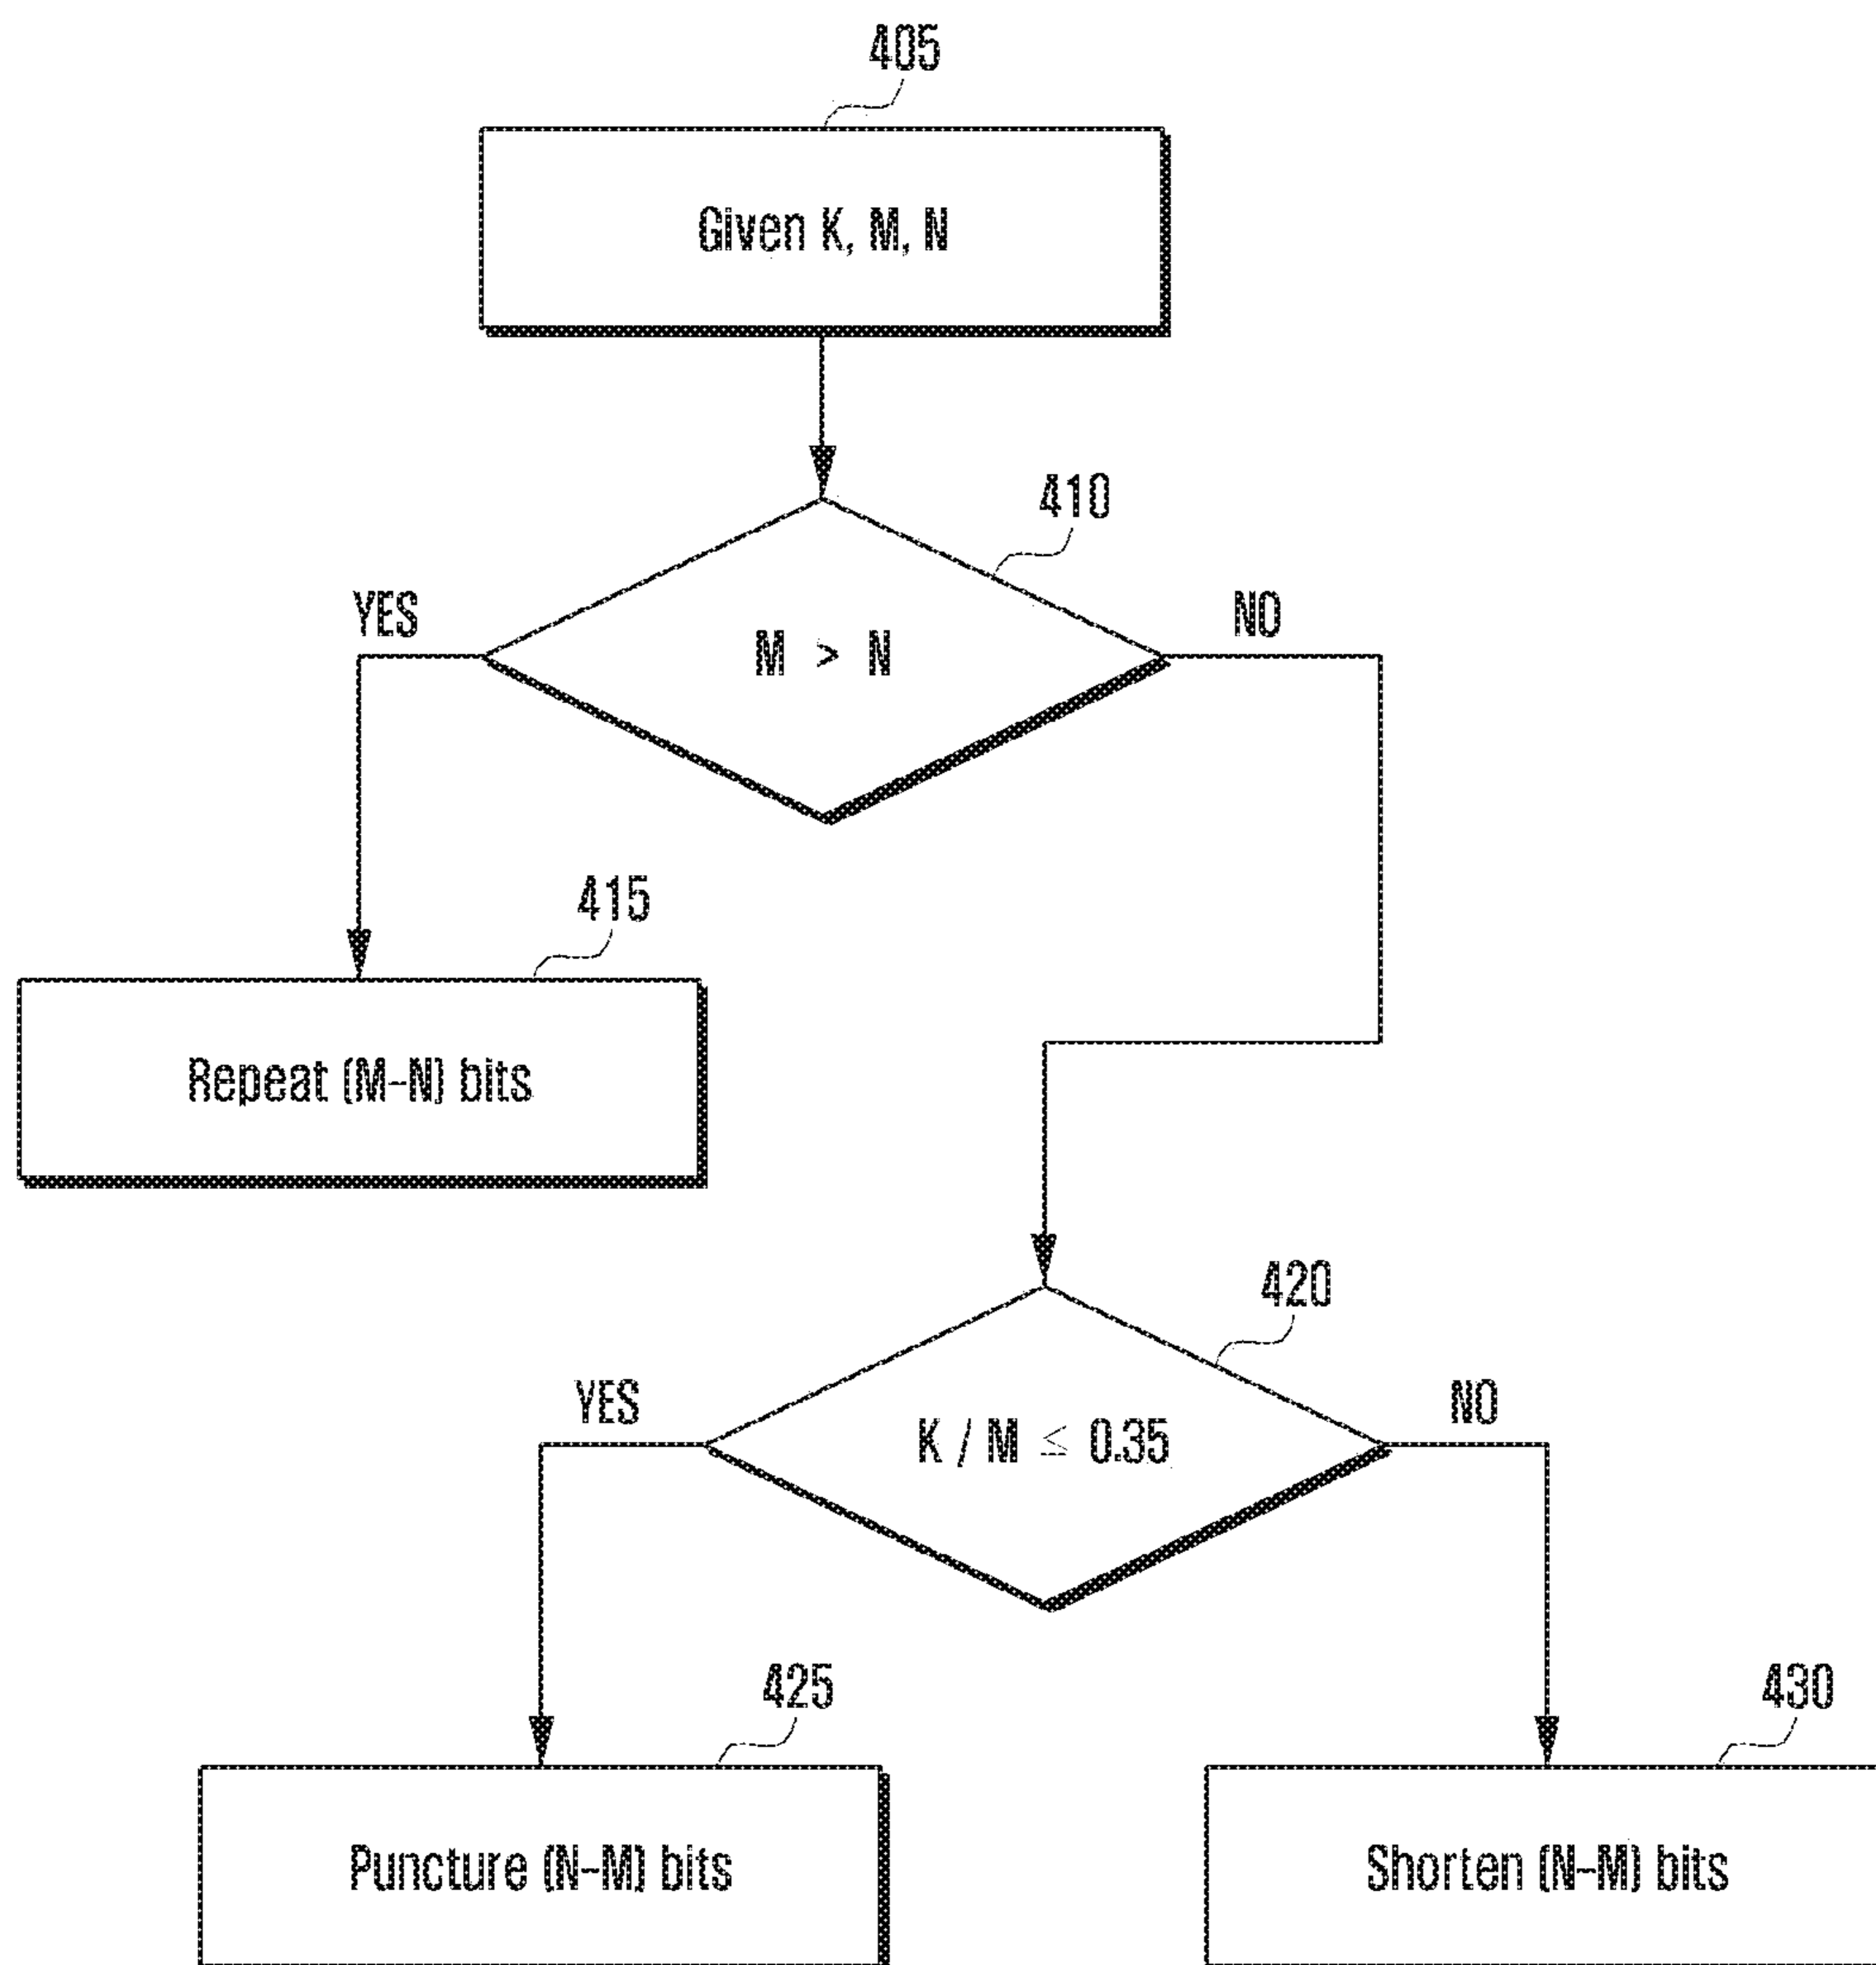 405
Given K, M, N
410
YES
M > N
NO
415
Repeat (M-N) bits
420
YES
K / M ≤ 0.35
NO
425
430
Puncture (N-M) bits
Shorten (N-M) bits